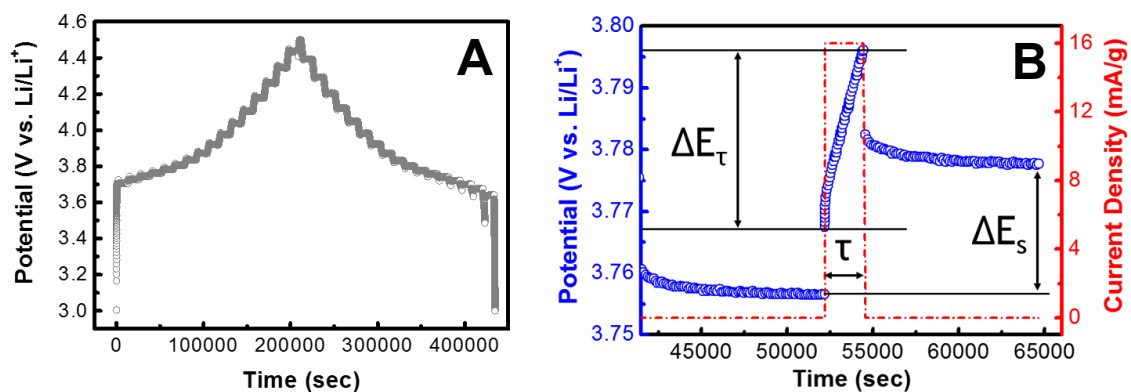 A
Potential (V vs. Li/Li⁺)
4.6
4.4
4.2
4.0
3.8
3.6
3.4
3.2
3.0
0 100000 200000 300000 400000
Time (sec)
B
Potential (V vs. Li/Li⁺)
3.80
3.79
3.78
3.77
3.76
3.75
ΔEτ
τ
ΔEs
16
12
8
4
0
Current Density (mA/g)
45000 50000 55000 60000 65000
Time (sec)